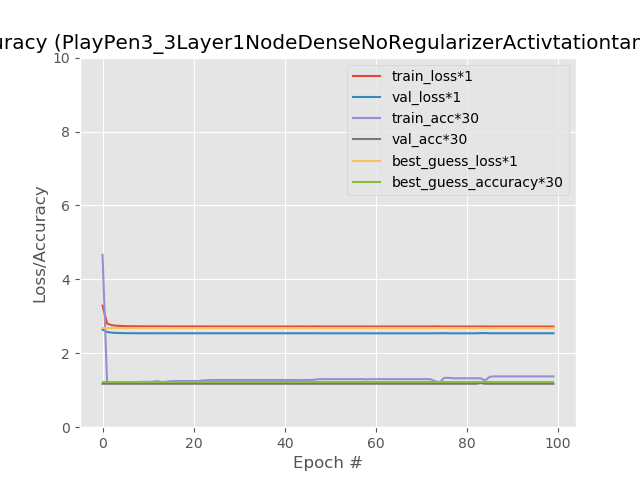 uracy (PlayPen3_3Layer1NodeDenseNoRegularizerActivtationtan
10
8
6
4
2
0
Loss/Accuracy
train_loss*1
val_loss*1
train_acc*30
val_acc*30
best_guess_loss*1
best_guess_accuracy*30
0 20 40 60 80 100
Epoch #